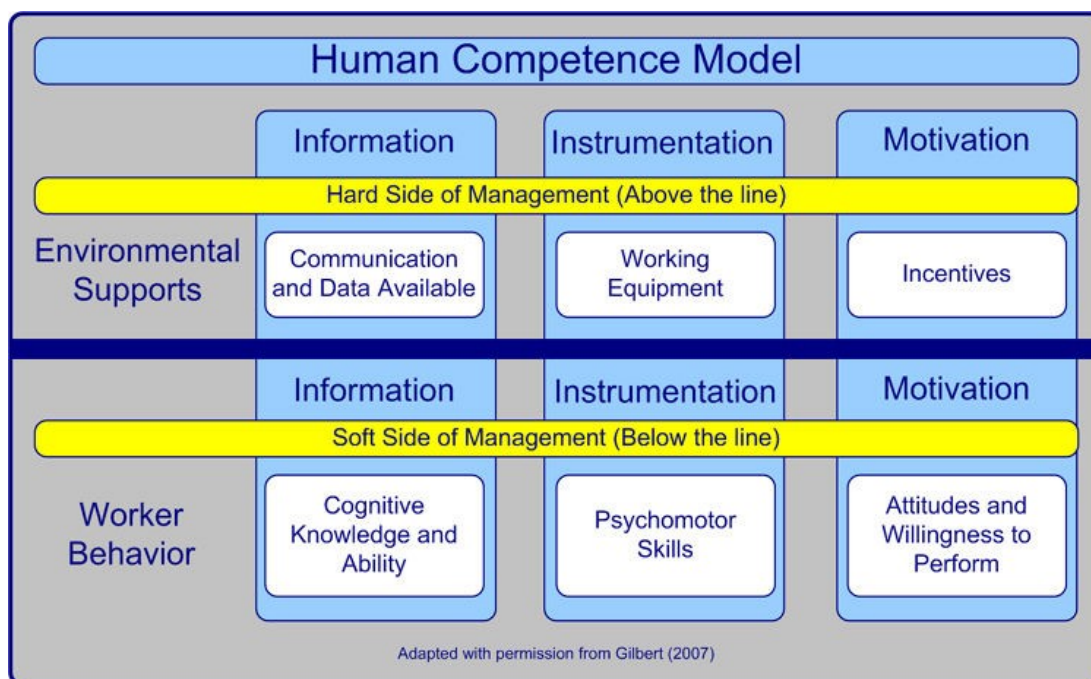 Human Competence Model
Information
Instrumentation
Motivation
Hard Side of Management (Above the line)
Environmental
Supports
Communication
and Data Available
Working
Equipment
Incentives
Information
Instrumentation
Motivation
Soft Side of Management (Below the line)
Worker
Behavior
Cognitive
Knowledge and
Ability
Psychomotor
Skills
Attitudes and
Willingness to
Perform
Adapted with permission from Gilbert (2007)